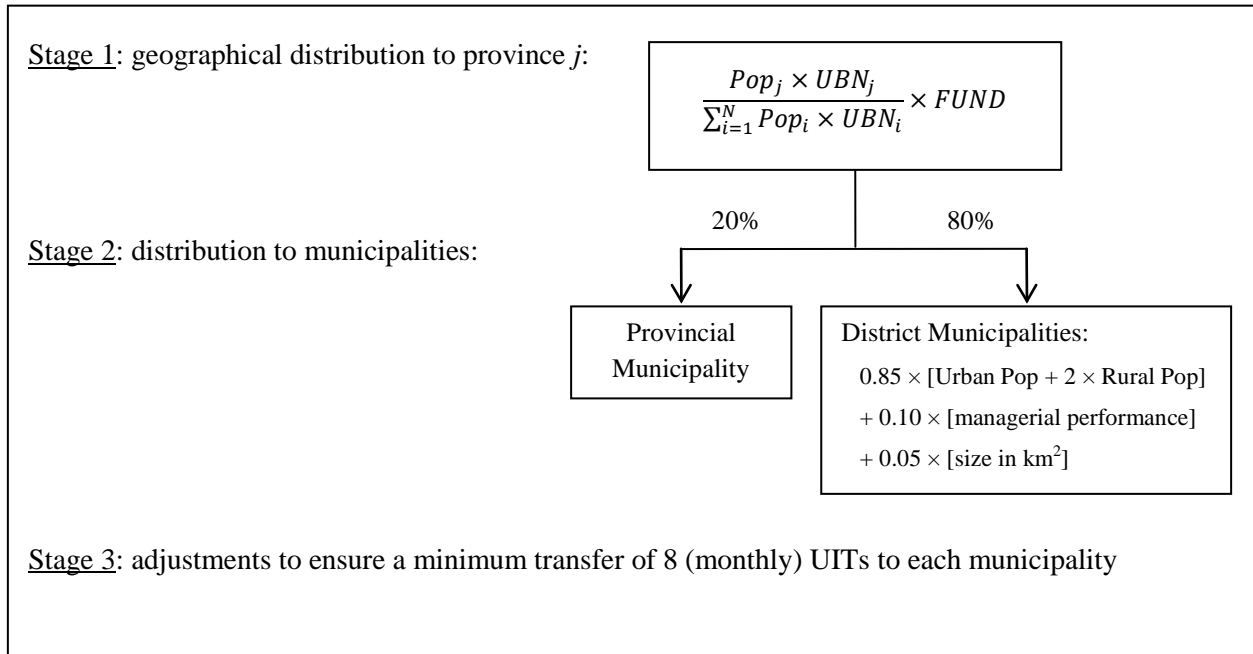 Stage 1: geographical distribution to province j:
Pop_j × UBN_j
∑_{i=1}^{N} Pop_i × UBN_i
× FUND
20%
80%
Stage 2: distribution to municipalities:
Provincial
Municipality
District Municipalities:
0.85 × [Urban Pop + 2 × Rural Pop]
+ 0.10 × [managerial performance]
+ 0.05 × [size in km²]
Stage 3: adjustments to ensure a minimum transfer of 8 (monthly) UITs to each municipality